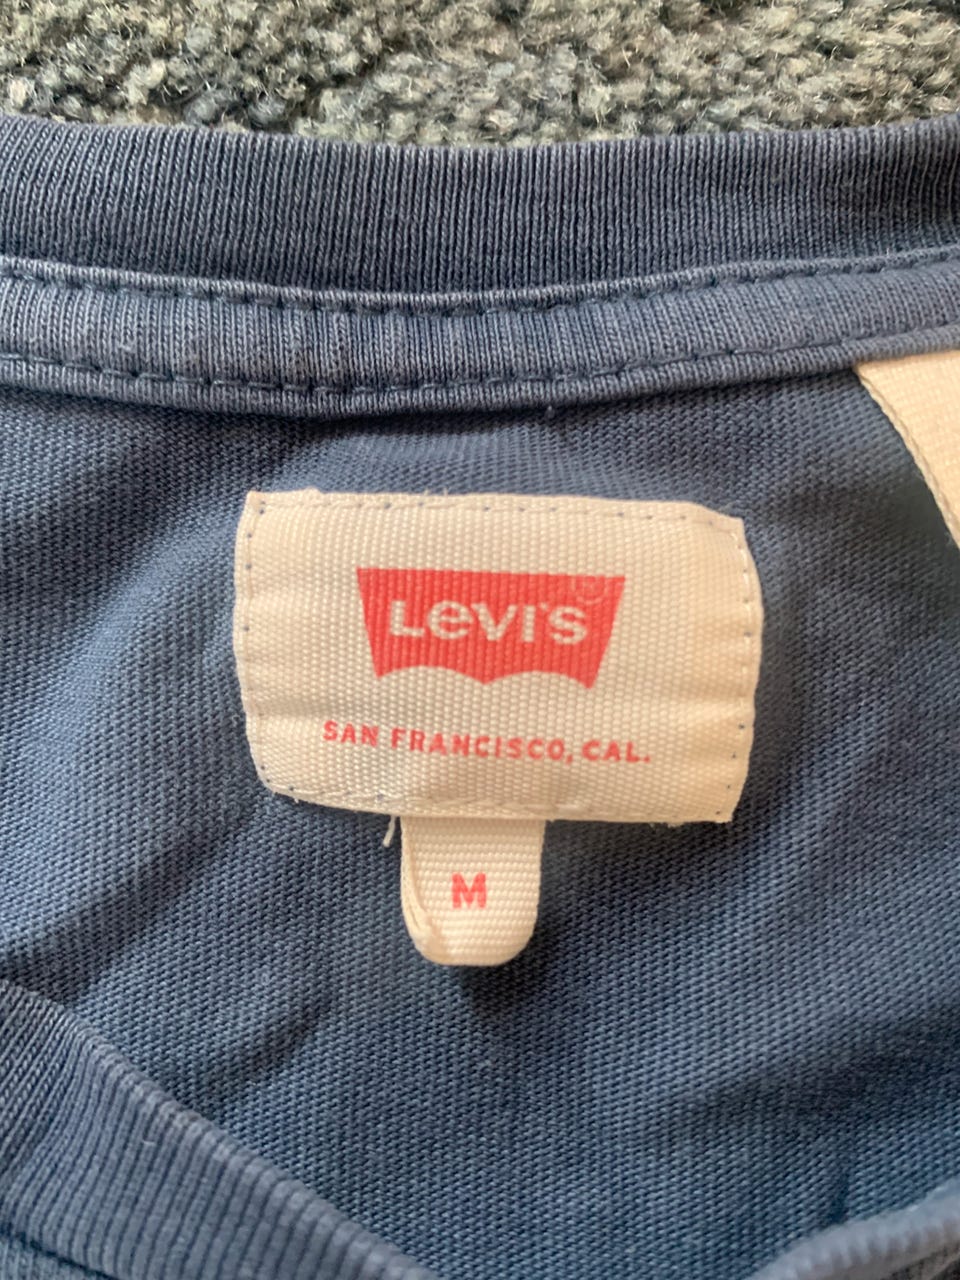 Levi's
SAN FRANCISCO, CAL.
M